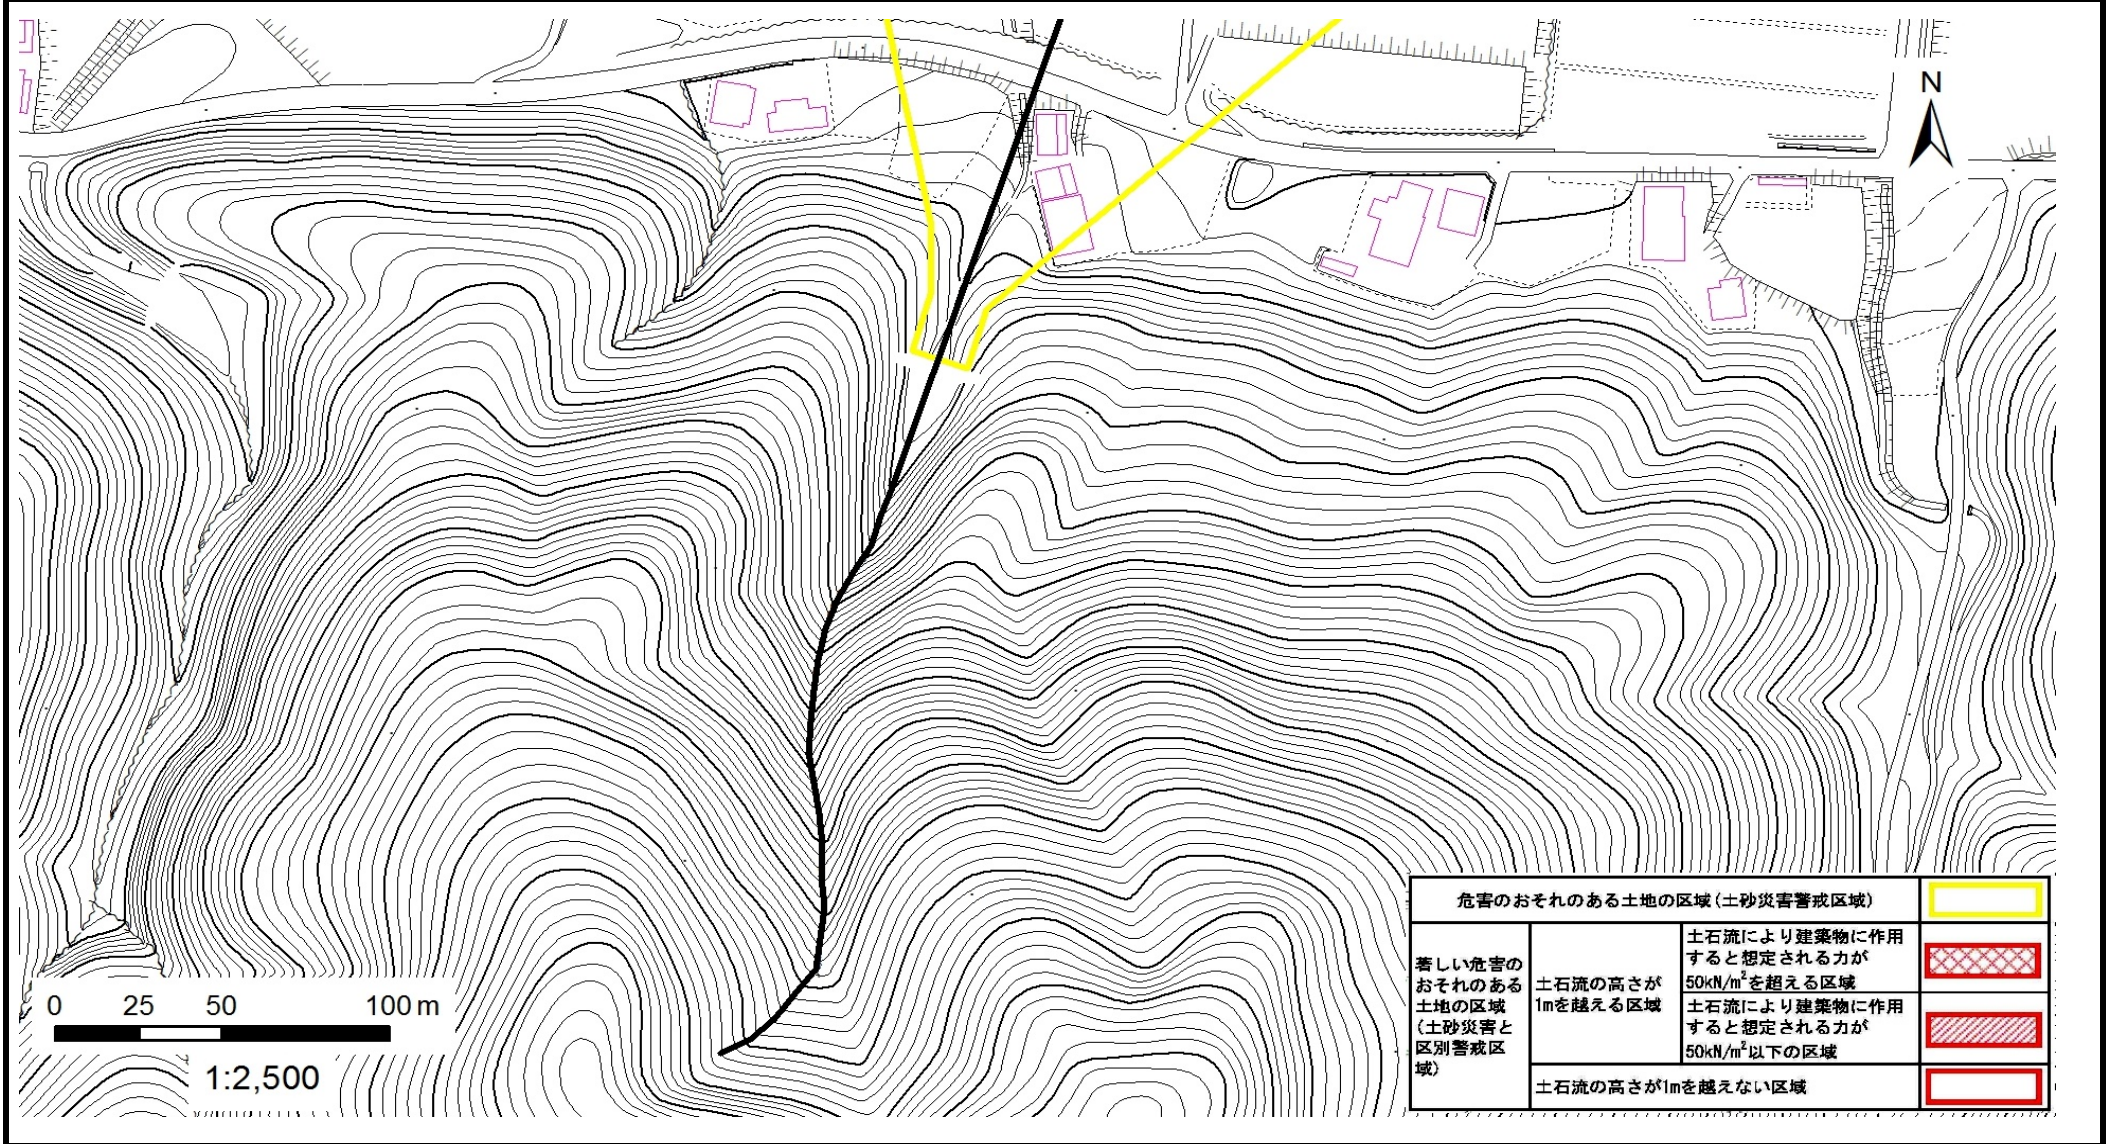 N
危害のおそれのある土地の区域(土砂災害警戒区域)
著しい危害の
おそれのある
土地の区域
(土砂災害と
区別警戒区
域)
土石流の高さが
1mを越える区域
土石流により建築物に作用
すると想定される力が
50kN/m²を超える区域
土石流により建築物に作用
すると想定される力が
50kN/m²以下の区域
土石流の高さが1mを越えない区域
0 25 50 100 m
1:2,500